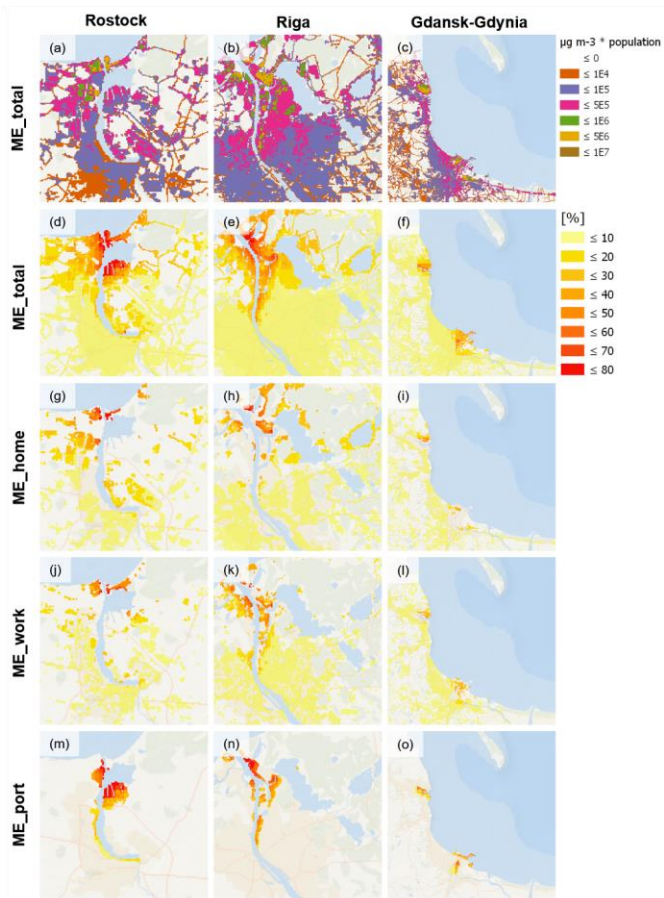 Rostock Riga Gdansk-Gdynia
ME_total (a) (b) (c)
µg m-3 * population
≤ 0
≤ 1E4
≤ 1E5
≤ 5E5
≤ 1E6
≤ 5E6
≤ 1E7
ME_total (d) (e) (f)
[%]
≤ 10
≤ 20
≤ 30
≤ 40
≤ 50
≤ 60
≤ 70
≤ 80
ME_home (g) (h) (i)
ME_work (j) (k) (l)
ME_port (m) (n) (o)